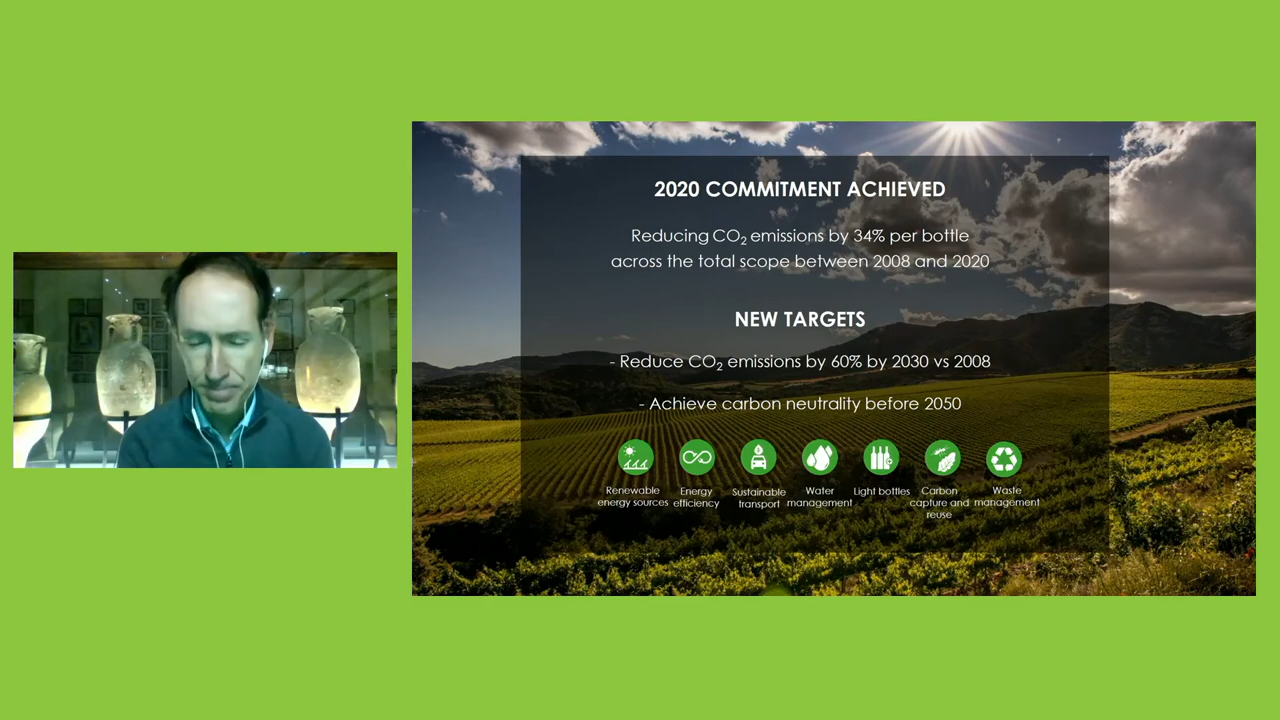 2020 COMMITMENT ACHIEVED
Reducing CO₂ emissions by 34% per bottle
across the total scope between 2008 and 2020
NEW TARGETS
- Reduce CO₂ emissions by 60% by 2030 vs 2008
- Achieve carbon neutrality before 2050
Renewable
energy sources
Energy
efficiency
Sustainable
transport
Water
management
Light bottles
Carbon
capture and
reuse
Waste
management